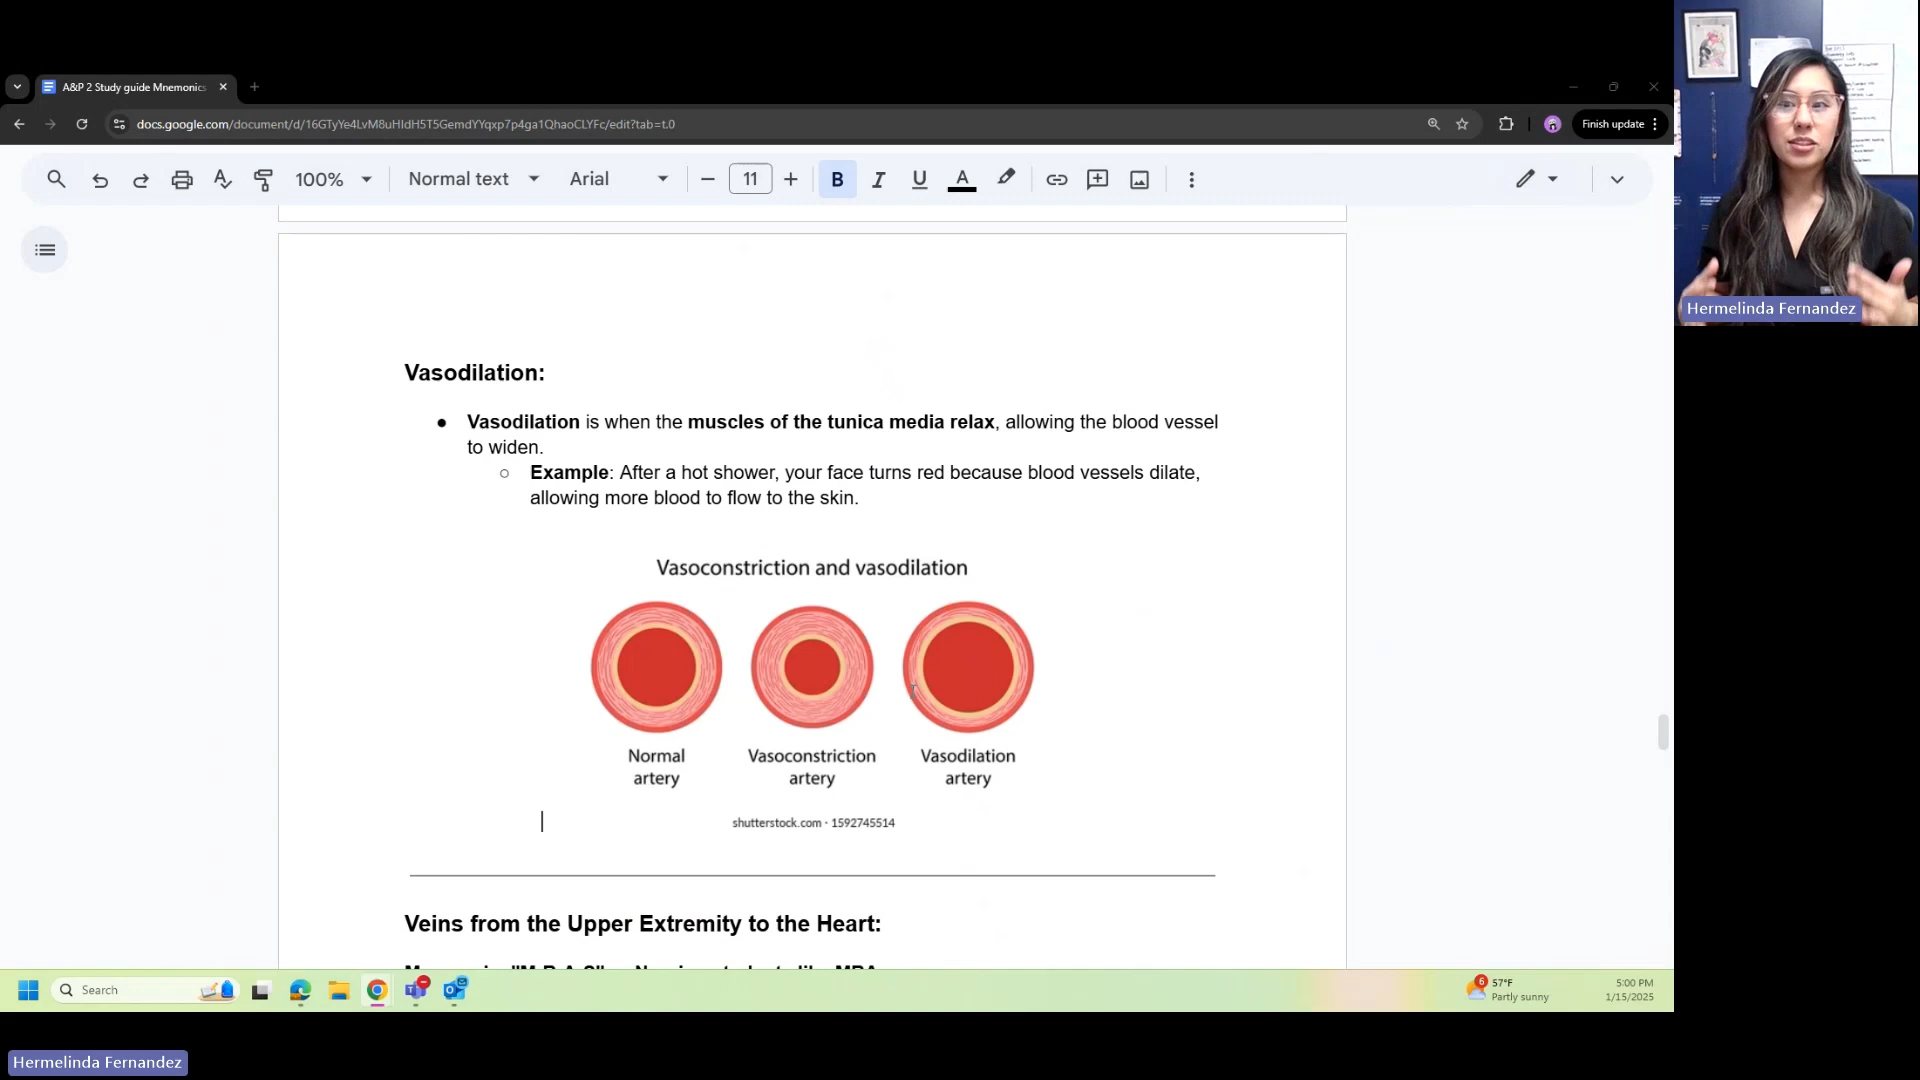 A&P 2 Study guide Mnemonics
docs.google.com/document/d/16GTyYe4LvM8uHIdH5T5GemdYYqxp7p4ga1QhaoCLYFc/edit?tab=t.0
Finish update
100%
Normal text
Arial
11
B
I
U
A
Hermelinda Fernandez
Vasodilation:
● Vasodilation is when the muscles of the tunica media relax, allowing the blood vessel
to widen.
○ Example: After a hot shower, your face turns red because blood vessels dilate,
allowing more blood to flow to the skin.
Vasoconstriction and vasodilation
Normal
artery
Vasoconstriction
artery
Vasodilation
artery
shutterstock.com · 1592745514
Veins from the Upper Extremity to the Heart:
Search
6
57°F
Partly sunny
5:00 PM
1/15/2025
Hermelinda Fernandez